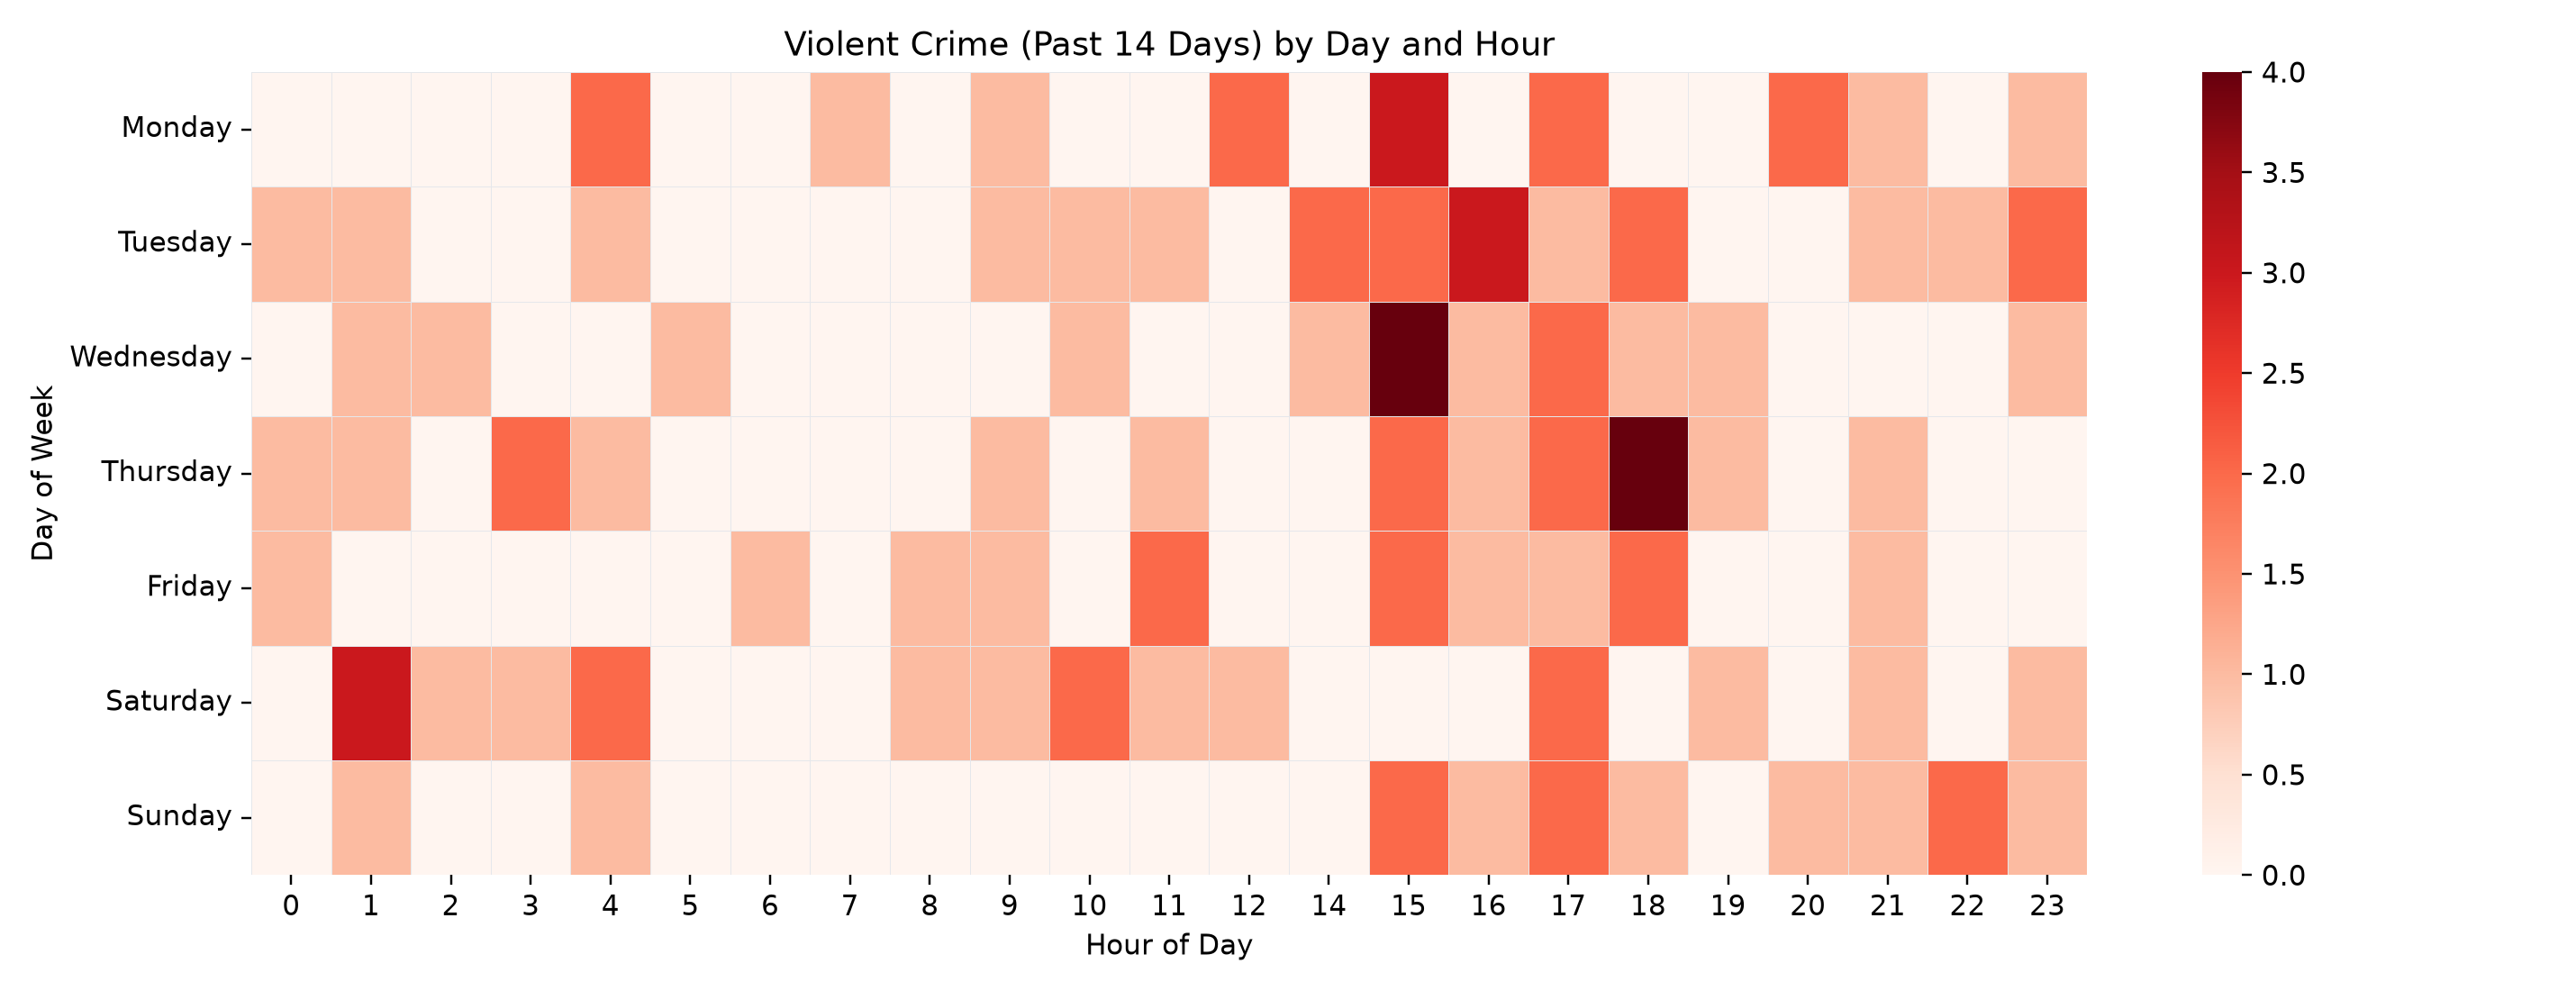 Violent Crime (Past 14 Days) by Day and Hour
Day of Week
Monday
Tuesday
Wednesday
Thursday
Friday
Saturday
Sunday
0 1 2 3 4 5 6 7 8 9 10 11 12 14 15 16 17 18 19 20 21 22 23
Hour of Day
4.0
3.5
3.0
2.5
2.0
1.5
1.0
0.5
0.0